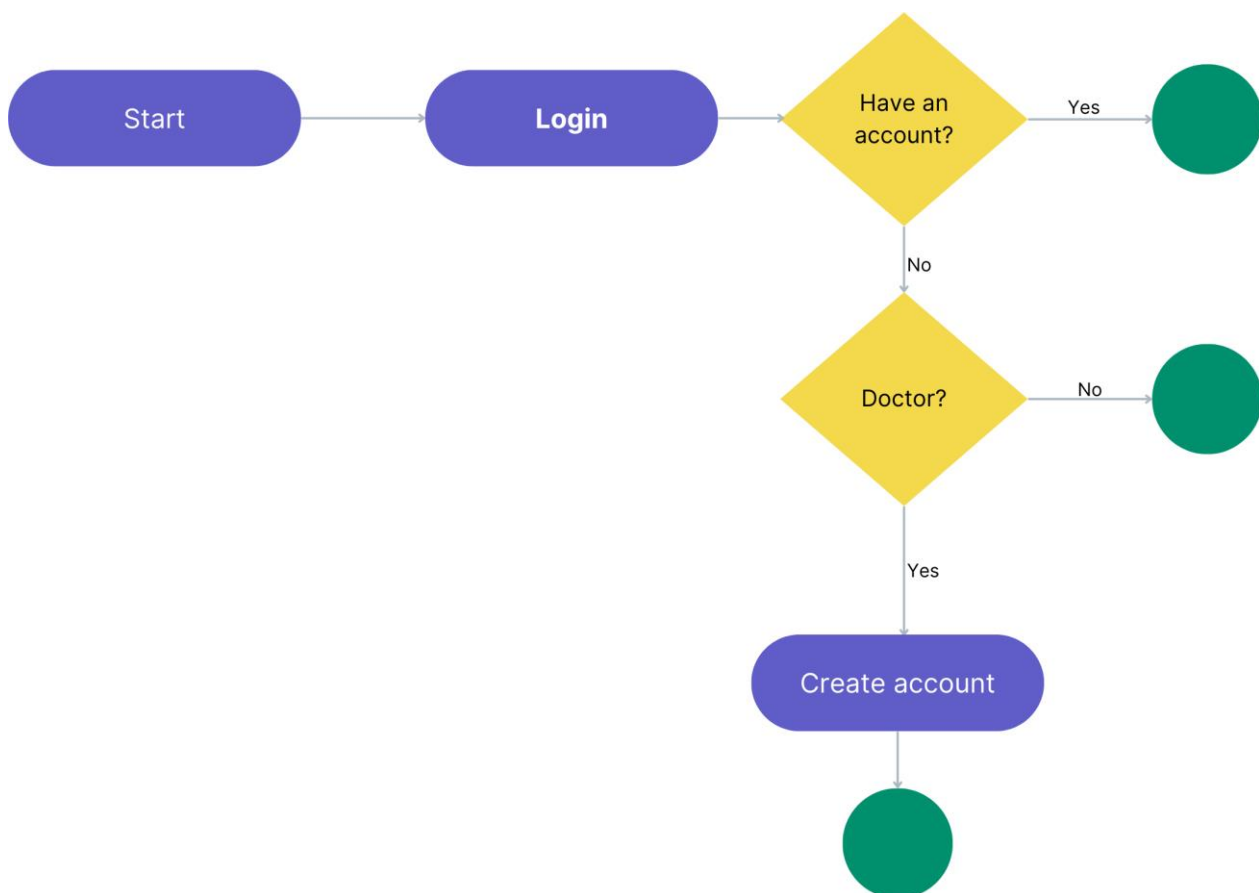 Start
Login
Have an
account?
Yes
No
Doctor?
No
Yes
Create account